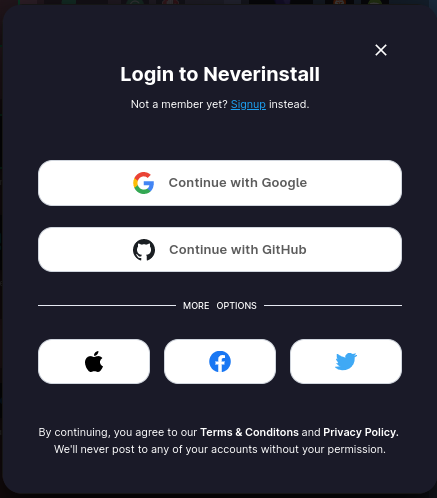 Login to Neverinstall
Not a member yet? Signup instead.
Continue with Google
Continue with GitHub
MORE OPTIONS
By continuing, you agree to our Terms & Conditons and Privacy Policy.
We'll never post to any of your accounts without your permission.